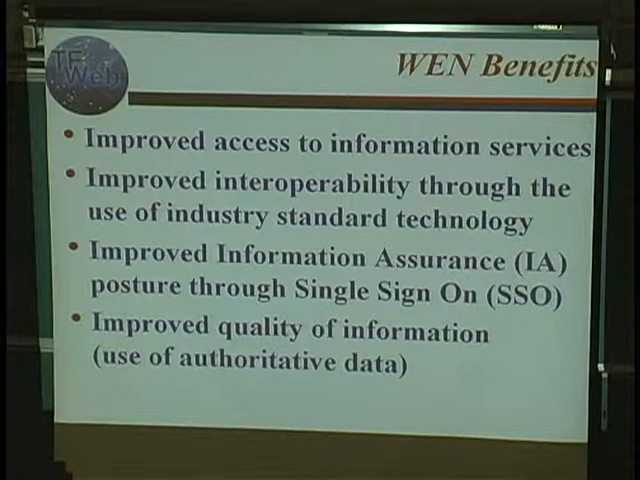 TF
Web
WEN Benefits
• Improved access to information services
• Improved interoperability through the
use of industry standard technology
• Improved Information Assurance (IA)
posture through Single Sign On (SSO)
• Improved quality of information
(use of authoritative data)